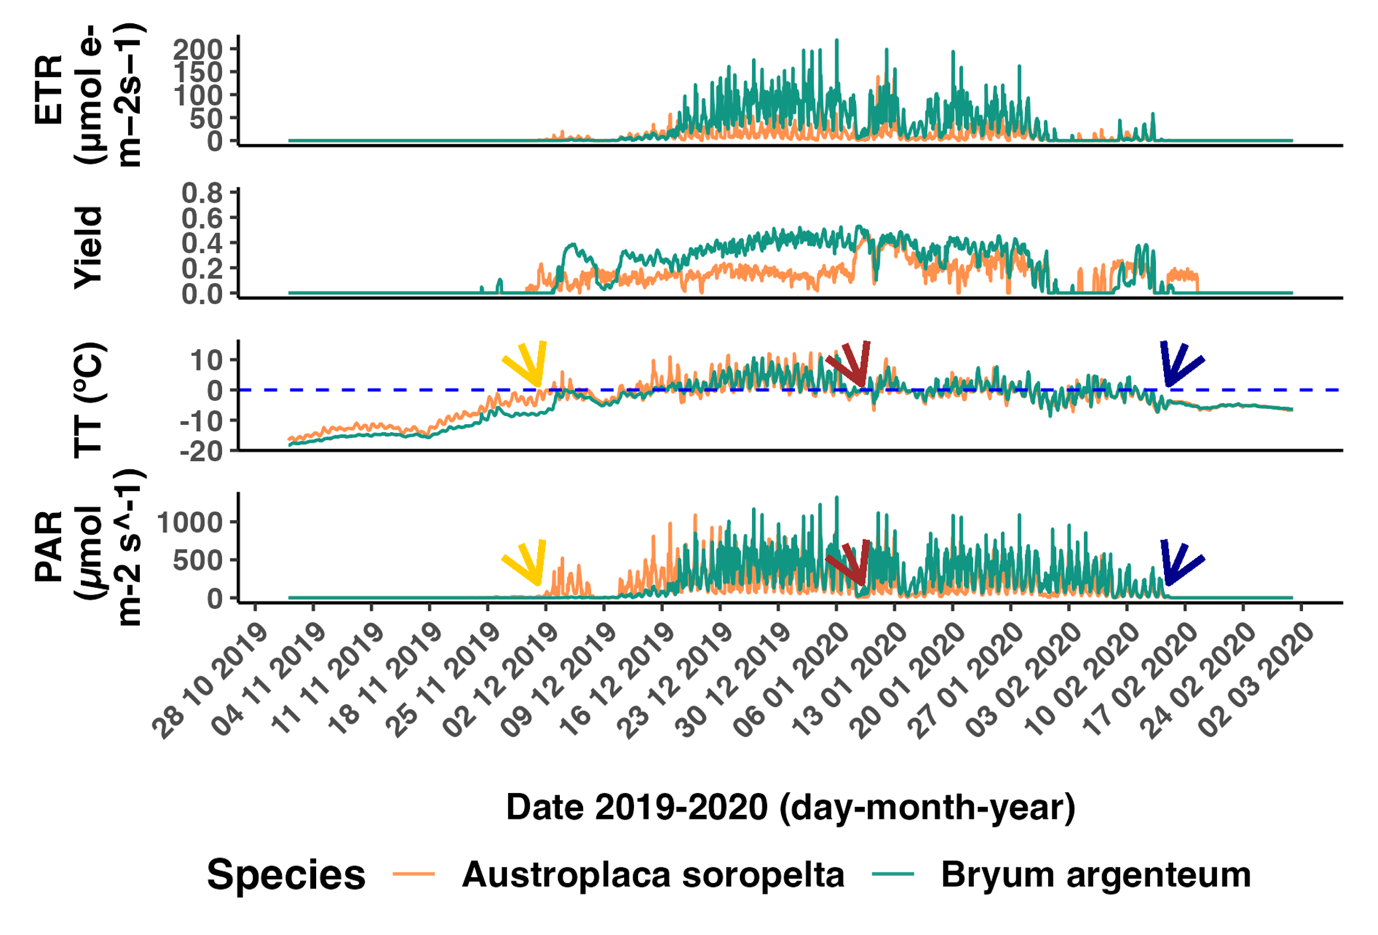 ETR
(µmol e-
m−2s−1)
200
150
100
50
0
Yield
0.8
0.6
0.4
0.2
0.0
TT (ºC)
10
0
-10
-20
PAR
(µmol
m-2 s^-1)
1000
500
0
28 10 2019
04 11 2019
11 11 2019
18 11 2019
25 11 2019
02 12 2019
09 12 2019
16 12 2019
23 12 2019
30 12 2019
06 01 2020
13 01 2020
20 01 2020
27 01 2020
03 02 2020
10 02 2020
17 02 2020
24 02 2020
02 03 2020
Date 2019-2020 (day-month-year)
Species Austroplaca soropelta Bryum argenteum